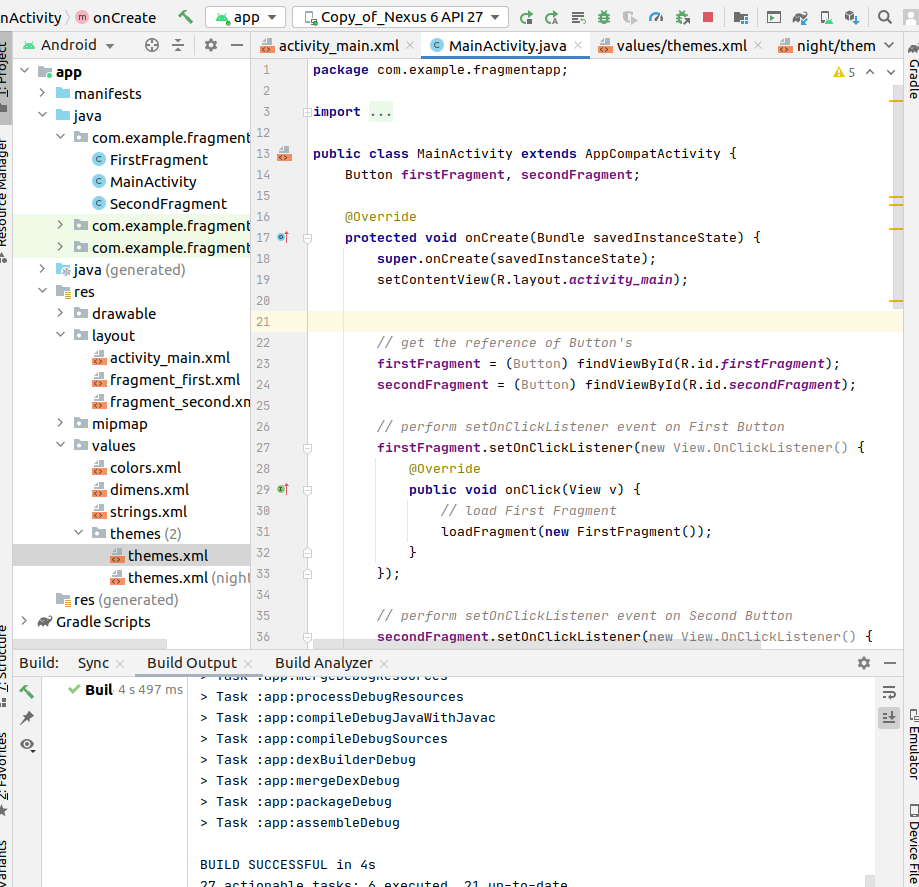 nActivity onCreate app Copy_of_Nexus 6 API 27
Android
activity_main.xml MainActivity.java values/themes.xml night/them
1: Project
Resource Manager
7: Structure
2: Favorites
Gradle
Emulator
Device File
app
manifests
java
com.example.fragment
FirstFragment
MainActivity
SecondFragment
com.example.fragment
com.example.fragment
java (generated)
res
drawable
layout
activity_main.xml
fragment_first.xml
fragment_second.xm
mipmap
values
colors.xml
dimens.xml
strings.xml
themes (2)
themes.xml
themes.xml (night
res (generated)
Gradle Scripts
5
1 package com.example.fragmentapp;
2
3 import ...
12
13 public class MainActivity extends AppCompatActivity {
14 Button firstFragment, secondFragment;
15
16 @Override
17 protected void onCreate(Bundle savedInstanceState) {
18 super.onCreate(savedInstanceState);
19 setContentView(R.layout.activity_main);
20
21
22 // get the reference of Button's
23 firstFragment = (Button) findViewById(R.id.firstFragment);
24 secondFragment = (Button) findViewById(R.id.secondFragment);
25
26 // perform setOnClickListener event on First Button
27 firstFragment.setOnClickListener(new View.OnClickListener() {
28 @Override
29 public void onClick(View v) {
30 // load First Fragment
31 loadFragment(new FirstFragment());
32 }
33 });
34
35 // perform setOnClickListener event on Second Button
36 secondFragment.setOnClickListener(new View.OnClickListener() {
Build: Sync Build Output Build Analyzer
Buil 4 s 497 ms
> Task :app:mergeDebugResources
> Task :app:processDebugResources
> Task :app:compileDebugJavaWithJavac
> Task :app:compileDebugSources
> Task :app:dexBuilderDebug
> Task :app:mergeDexDebug
> Task :app:packageDebug
> Task :app:assembleDebug
BUILD SUCCESSFUL in 4s
27 actionable tasks: 6 executed, 21 up-to-date